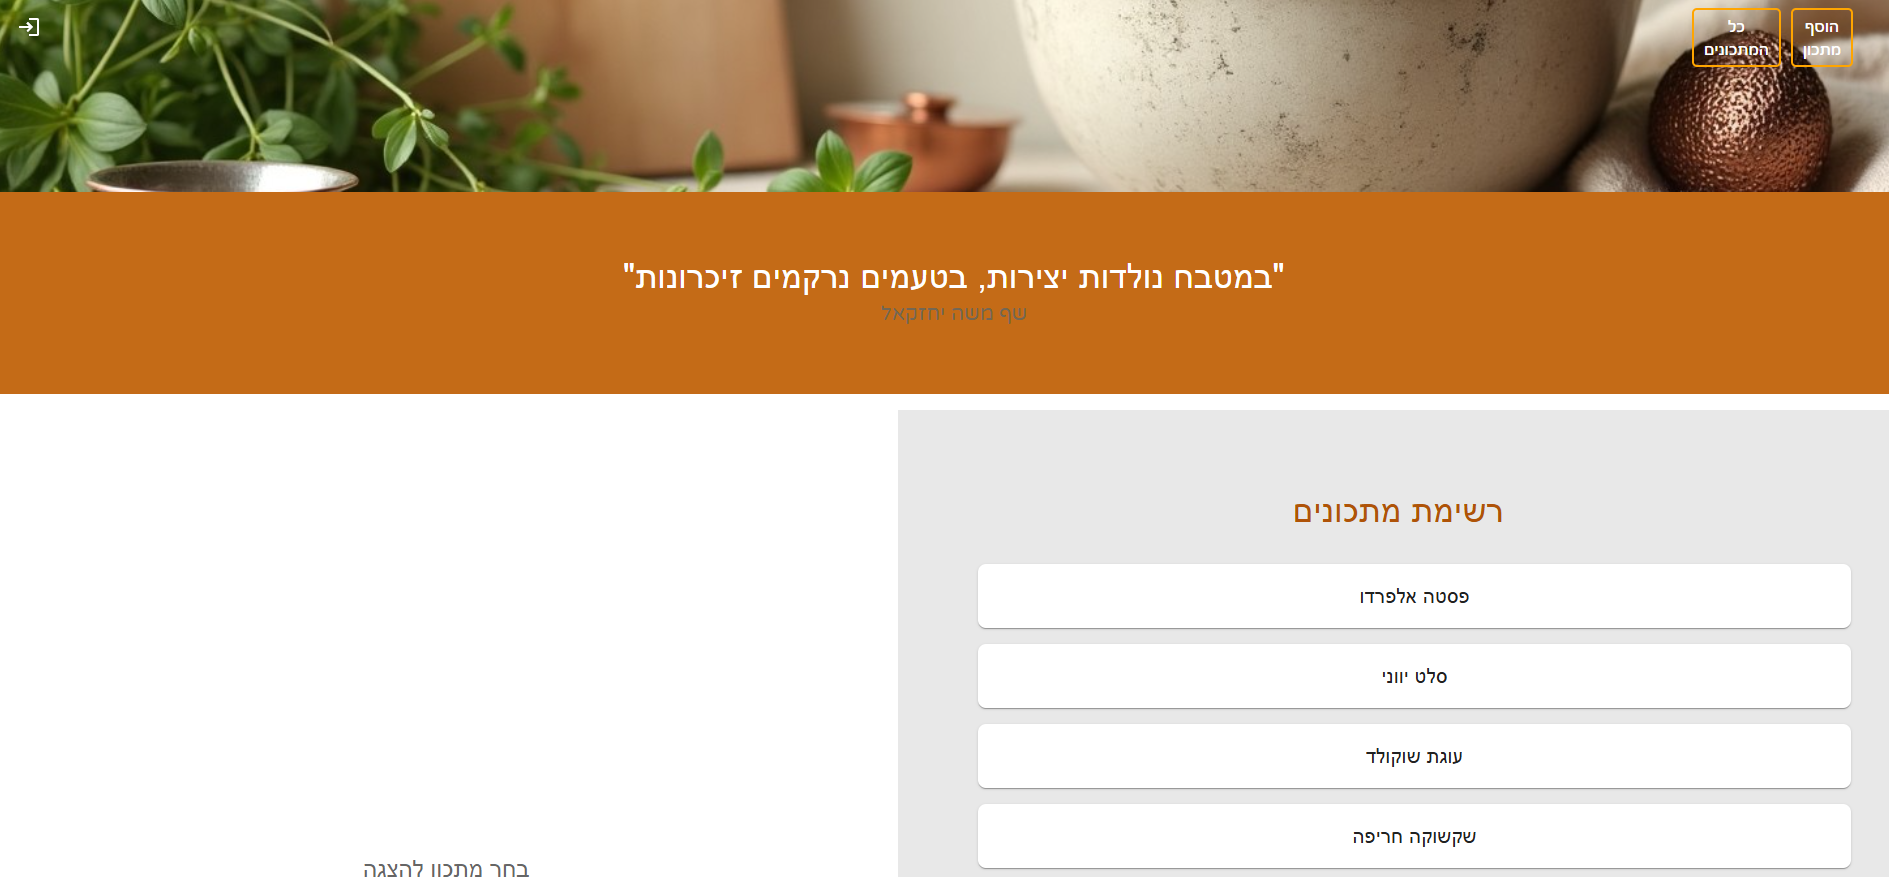 הוסף
מתכון
כל
המתכונים
"במטבח נולדות יצירות, בטעמים נרקמים זיכרונות"
שף משה יחזקאל
רשימת מתכונים
פסטה אלפרדו
סלט יווני
עוגת שוקולד
שקשוקה חריפה
בחר מתכון להצגה